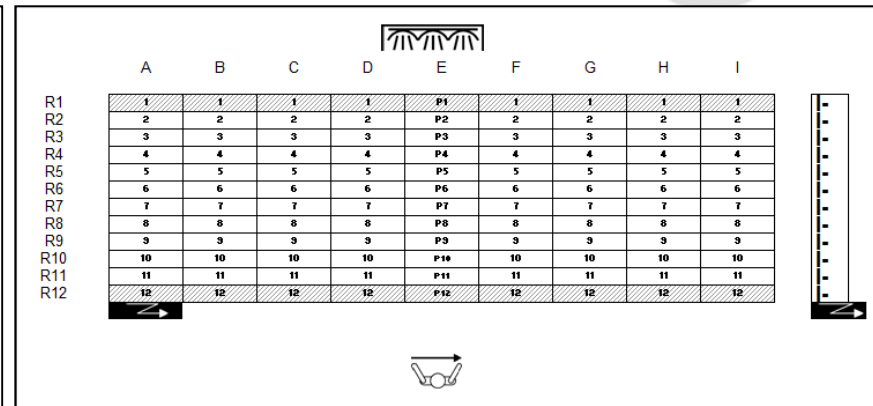 A B C D E F G H I
R1 1 1 1 1 P1 1 1 1 1
R2 2 2 2 2 P2 2 2 2 2
R3 3 3 3 3 P3 3 3 3 3
R4 4 4 4 4 P4 4 4 4 4
R5 5 5 5 5 P5 5 5 5 5
R6 6 6 6 6 P6 6 6 6 6
R7 7 7 7 7 P7 7 7 7 7
R8 8 8 8 8 P8 8 8 8 8
R9 9 9 9 9 P9 9 9 9 9
R10 10 10 10 10 P10 10 10 10 10
R11 11 11 11 11 P11 11 11 11 11
R12 12 12 12 12 P12 12 12 12 12